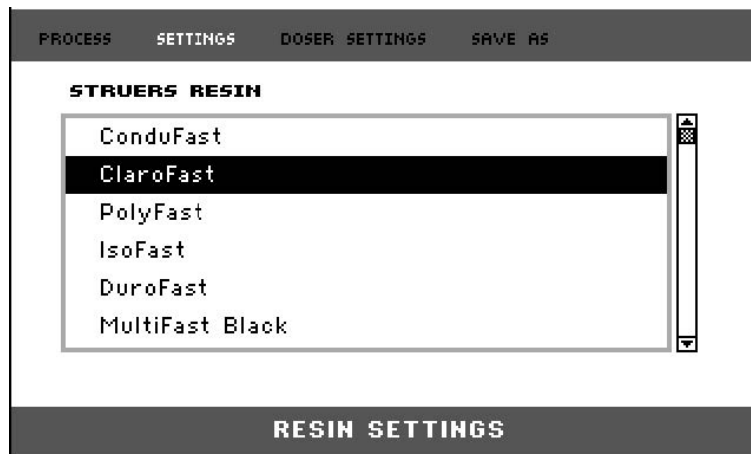 PROCESS SETTINGS DOSER SETTINGS SAVE AS
STRUERS RESIN
ConduFast
ClaroFast
PolyFast
IsoFast
DuroFast
MultiFast Black
RESIN SETTINGS